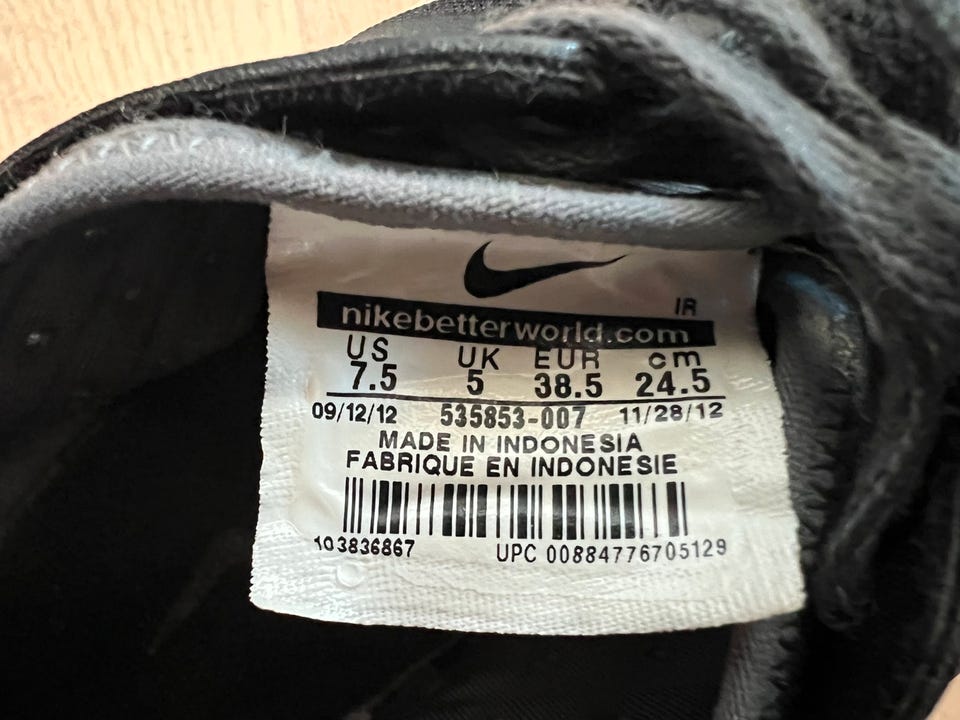 IR
nikebetterworld.com
US UK EUR cm
7.5 5 38.5 24.5
09/12/12 535853-007 11/28/12
MADE IN INDONESIA
FABRIQUE EN INDONESIE
103836867 UPC 00884776705129